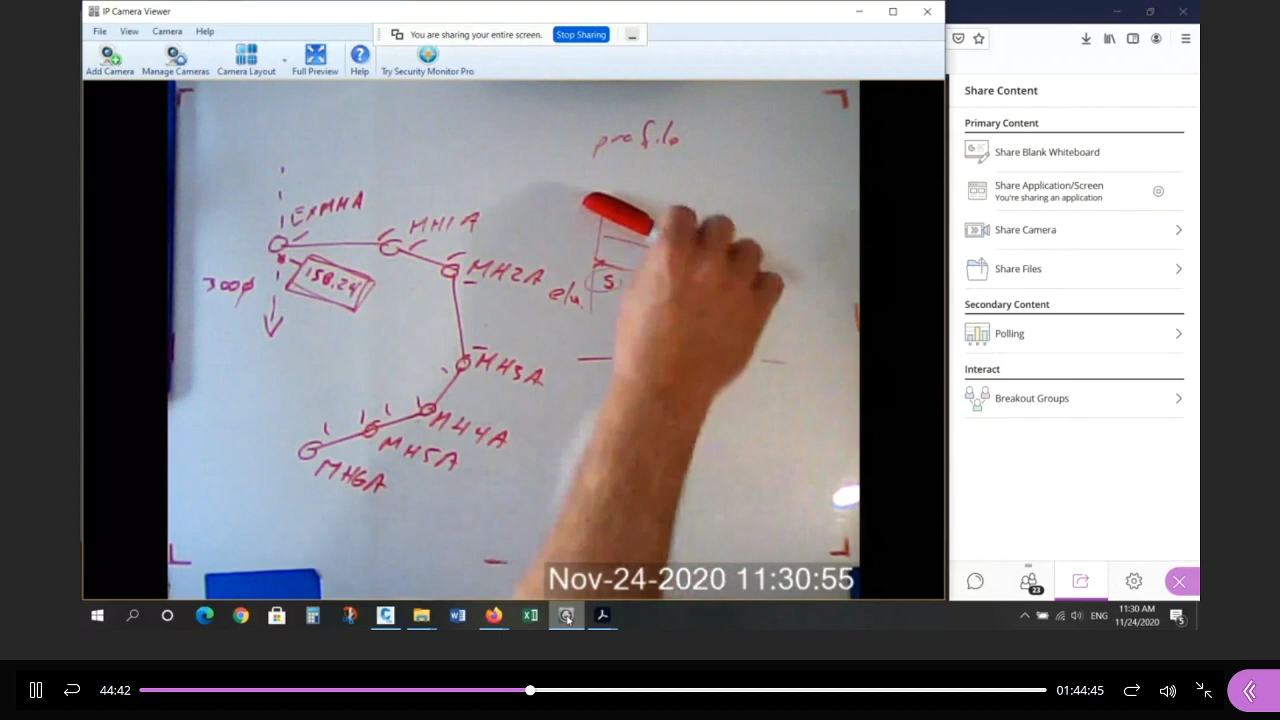 IP Camera Viewer
File View Camera Help
You are sharing your entire screen. Stop Sharing
Add Camera Manage Cameras Camera Layout Full Preview Help Try Security Monitor Pro
profile
EXMHA
MH1A
MH2A
300φ
158.24
elv.
S
MH3A
MH4A
MH5A
MH6A
Nov-24-2020 11:30:55
Share Content
Primary Content
Share Blank Whiteboard
Share Application/Screen
You're sharing an application
Share Camera
Share Files
Secondary Content
Polling
Interact
Breakout Groups
23
ENG
11:30 AM
11/24/2020
5
44:42
01:44:45